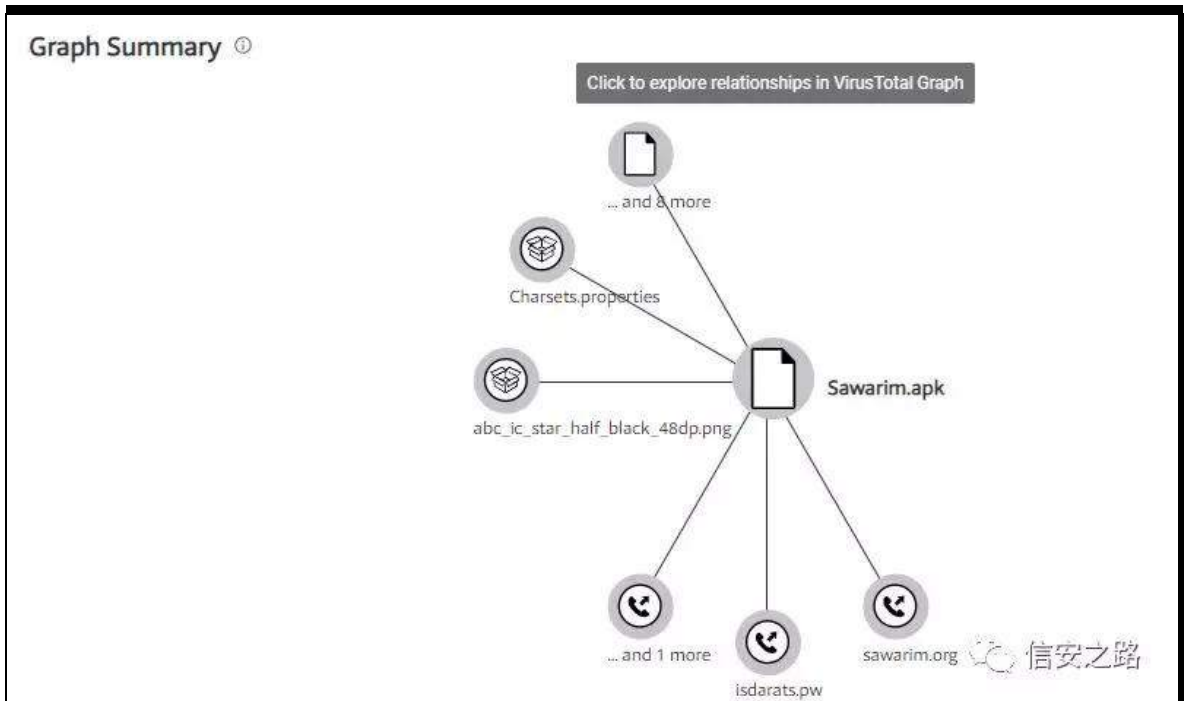 Graph Summary ⓘ
Click to explore relationships in VirusTotal Graph
... and 8 more
Charsets.properties
Sawarim.apk
abc_ic_star_half_black_48dp.png
... and 1 more
sawarim.org
信安之路
isdarats.pw